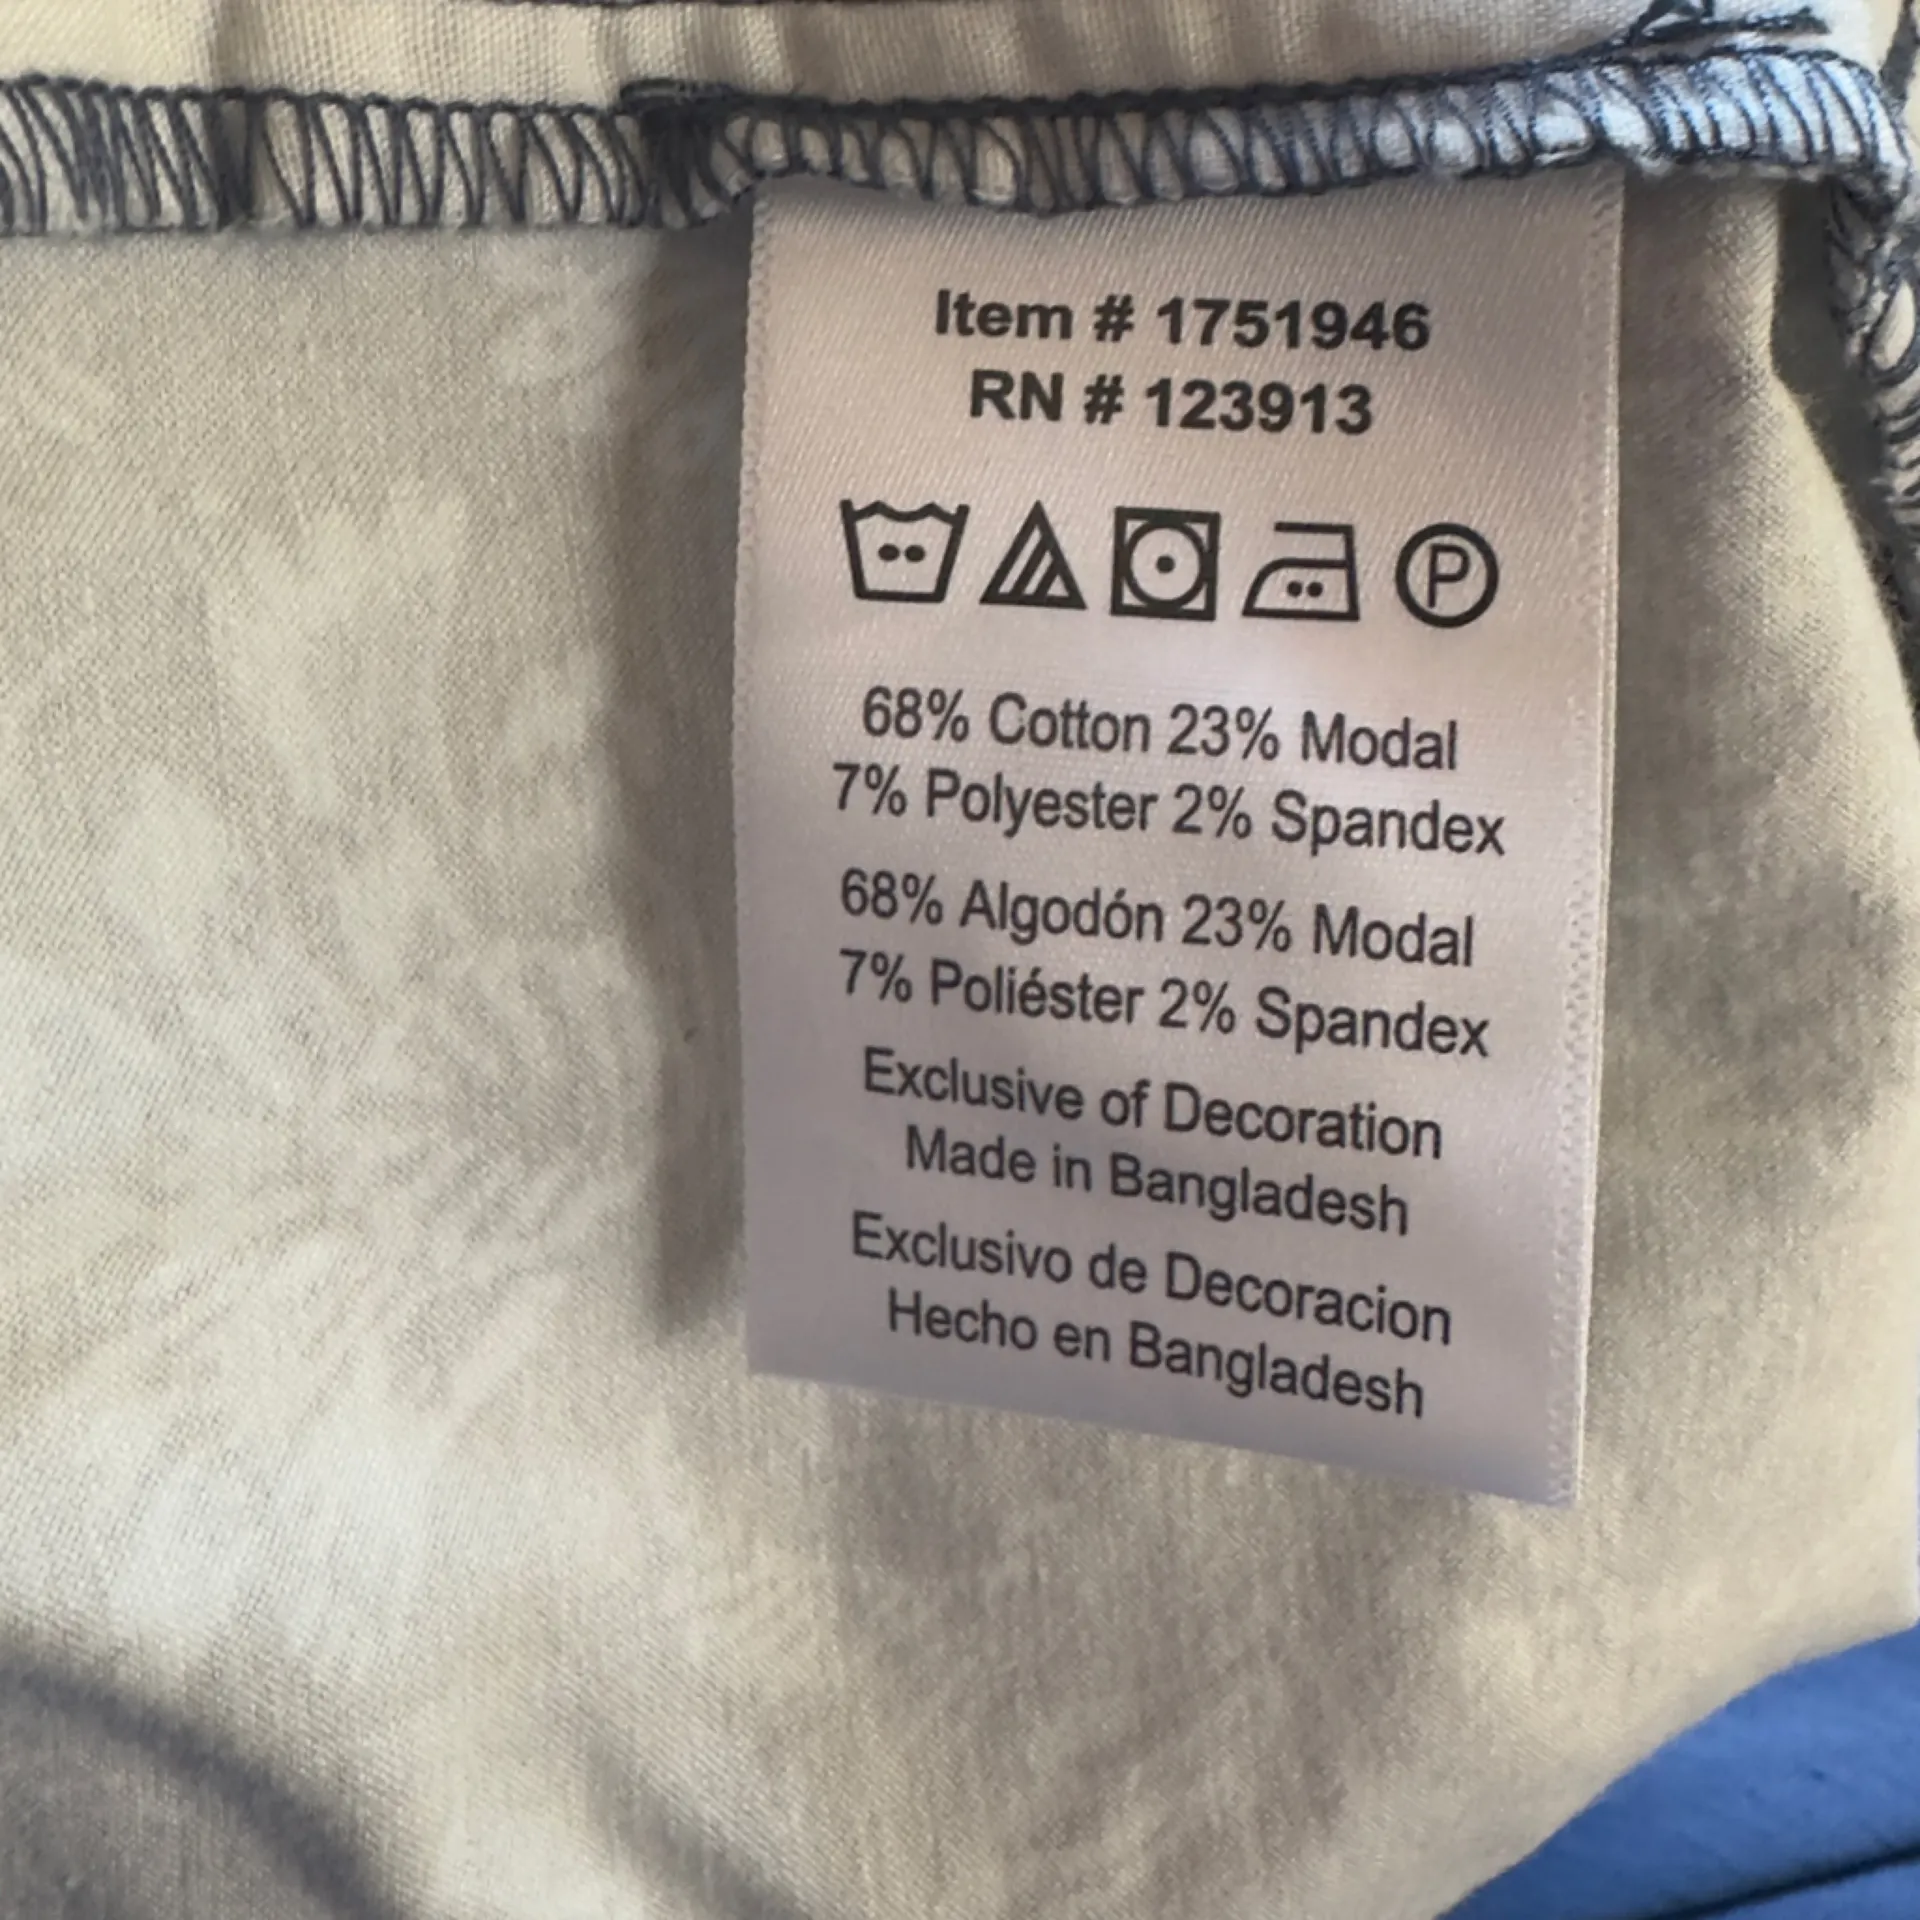 Item # 1751946
RN # 123913
P
68% Cotton 23% Modal
7% Polyester 2% Spandex
68% Algodón 23% Modal
7% Poliéster 2% Spandex
Exclusive of Decoration
Made in Bangladesh
Exclusivo de Decoracion
Hecho en Bangladesh